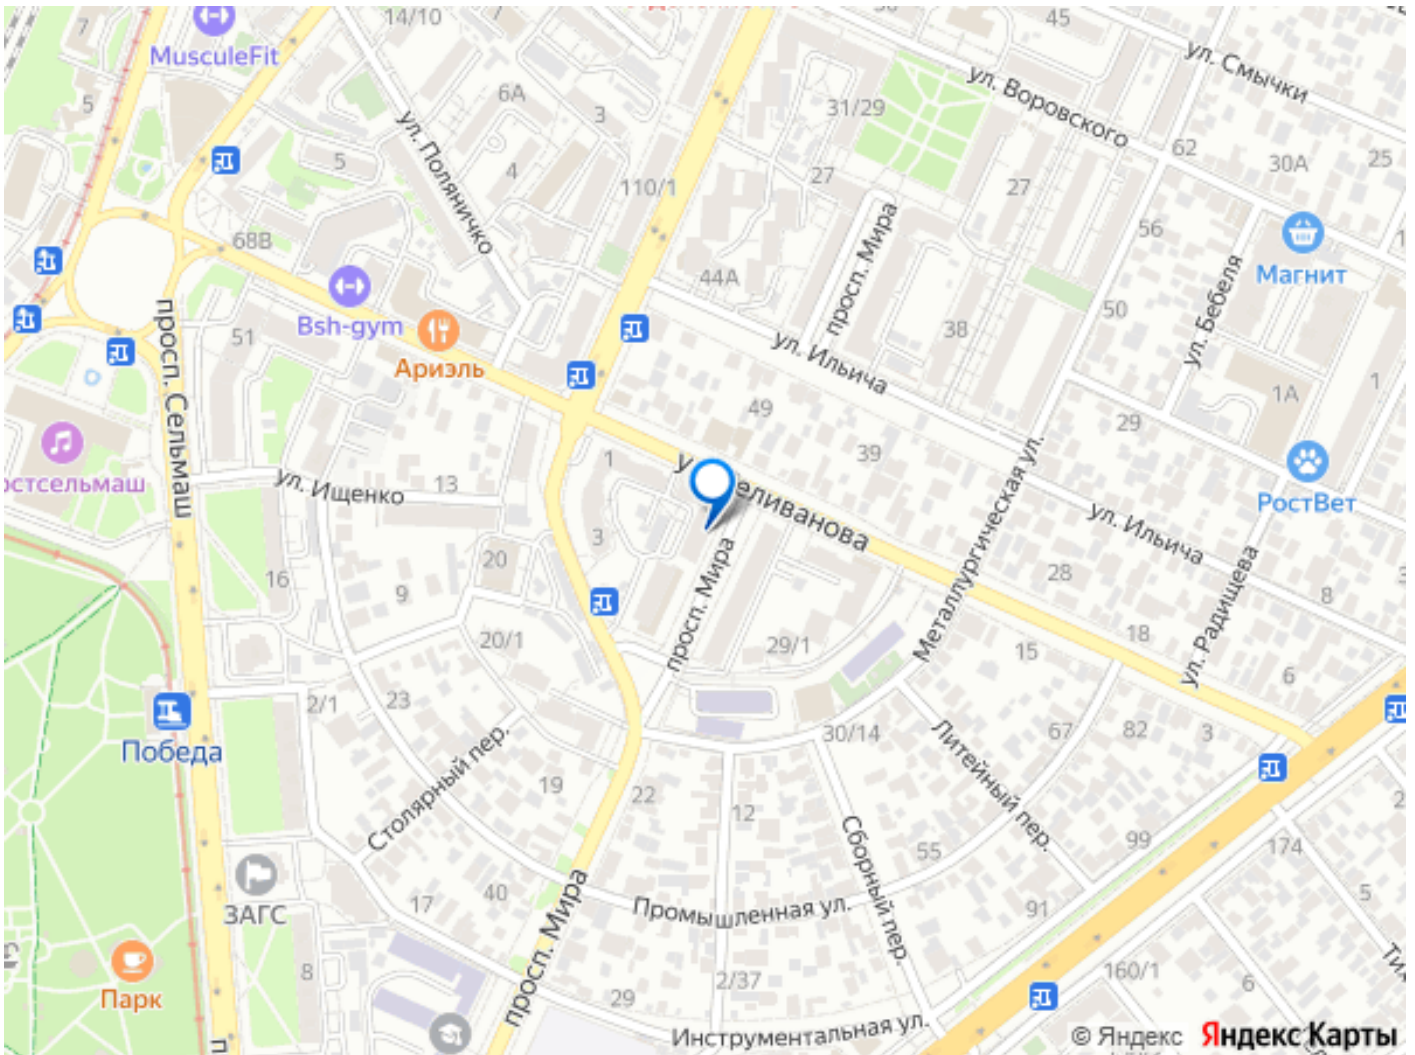 14/10
45
7
MusculeFit
ул. Смычки
ул. Воровского
5
6А
3
31/29
ул. Поляничко
62
30А
25
5
4
27
27
110/1
просп. Мира
56
68В
44А
Магнит
ул. Бебеля
просп. Сельмаш
51
Bsh-gym
50
38
ул. Ильича
Ариэль
1А
1
49
29
39
1
остсельмаш
ул. Ищенко
13
РостВет
еливанова
Металлургическая ул.
ул. Ильича
3
просп. Мира
16
20
9
28
ул. Радищева
8
20/1
29/1
15
18
6
2/1
23
Победа
30/14
67
82
3
Столярный пер.
Литейный пер.
19
22
12
Сборный пер.
55
99
174
40
5
ЗАГС
17
просп. Мира
Промышленная ул.
91
8
Парк
2/37
160/1
6
29
Инструментальная ул.
© Яндекс Яндекс Карты